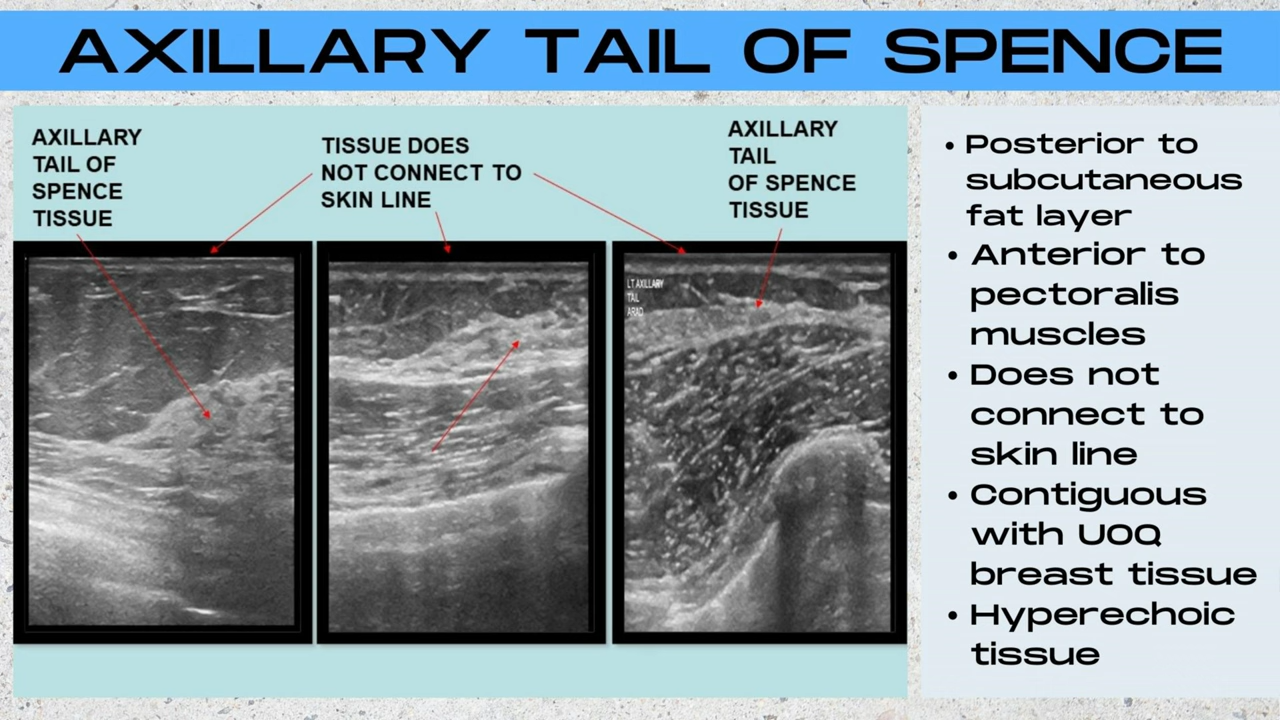 AXILLARY TAIL OF SPENCE
AXILLARY
TAIL OF
SPENCE
TISSUE
TISSUE DOES
NOT CONNECT TO
SKIN LINE
AXILLARY
TAIL
OF SPENCE
TISSUE
LT AXILLARY
TAIL
ARAD
• Posterior to
subcutaneous
fat layer
• Anterior to
pectoralis
muscles
• Does not
connect to
skin line
• Contiguous
with UOQ
breast tissue
• Hyperechoic
tissue